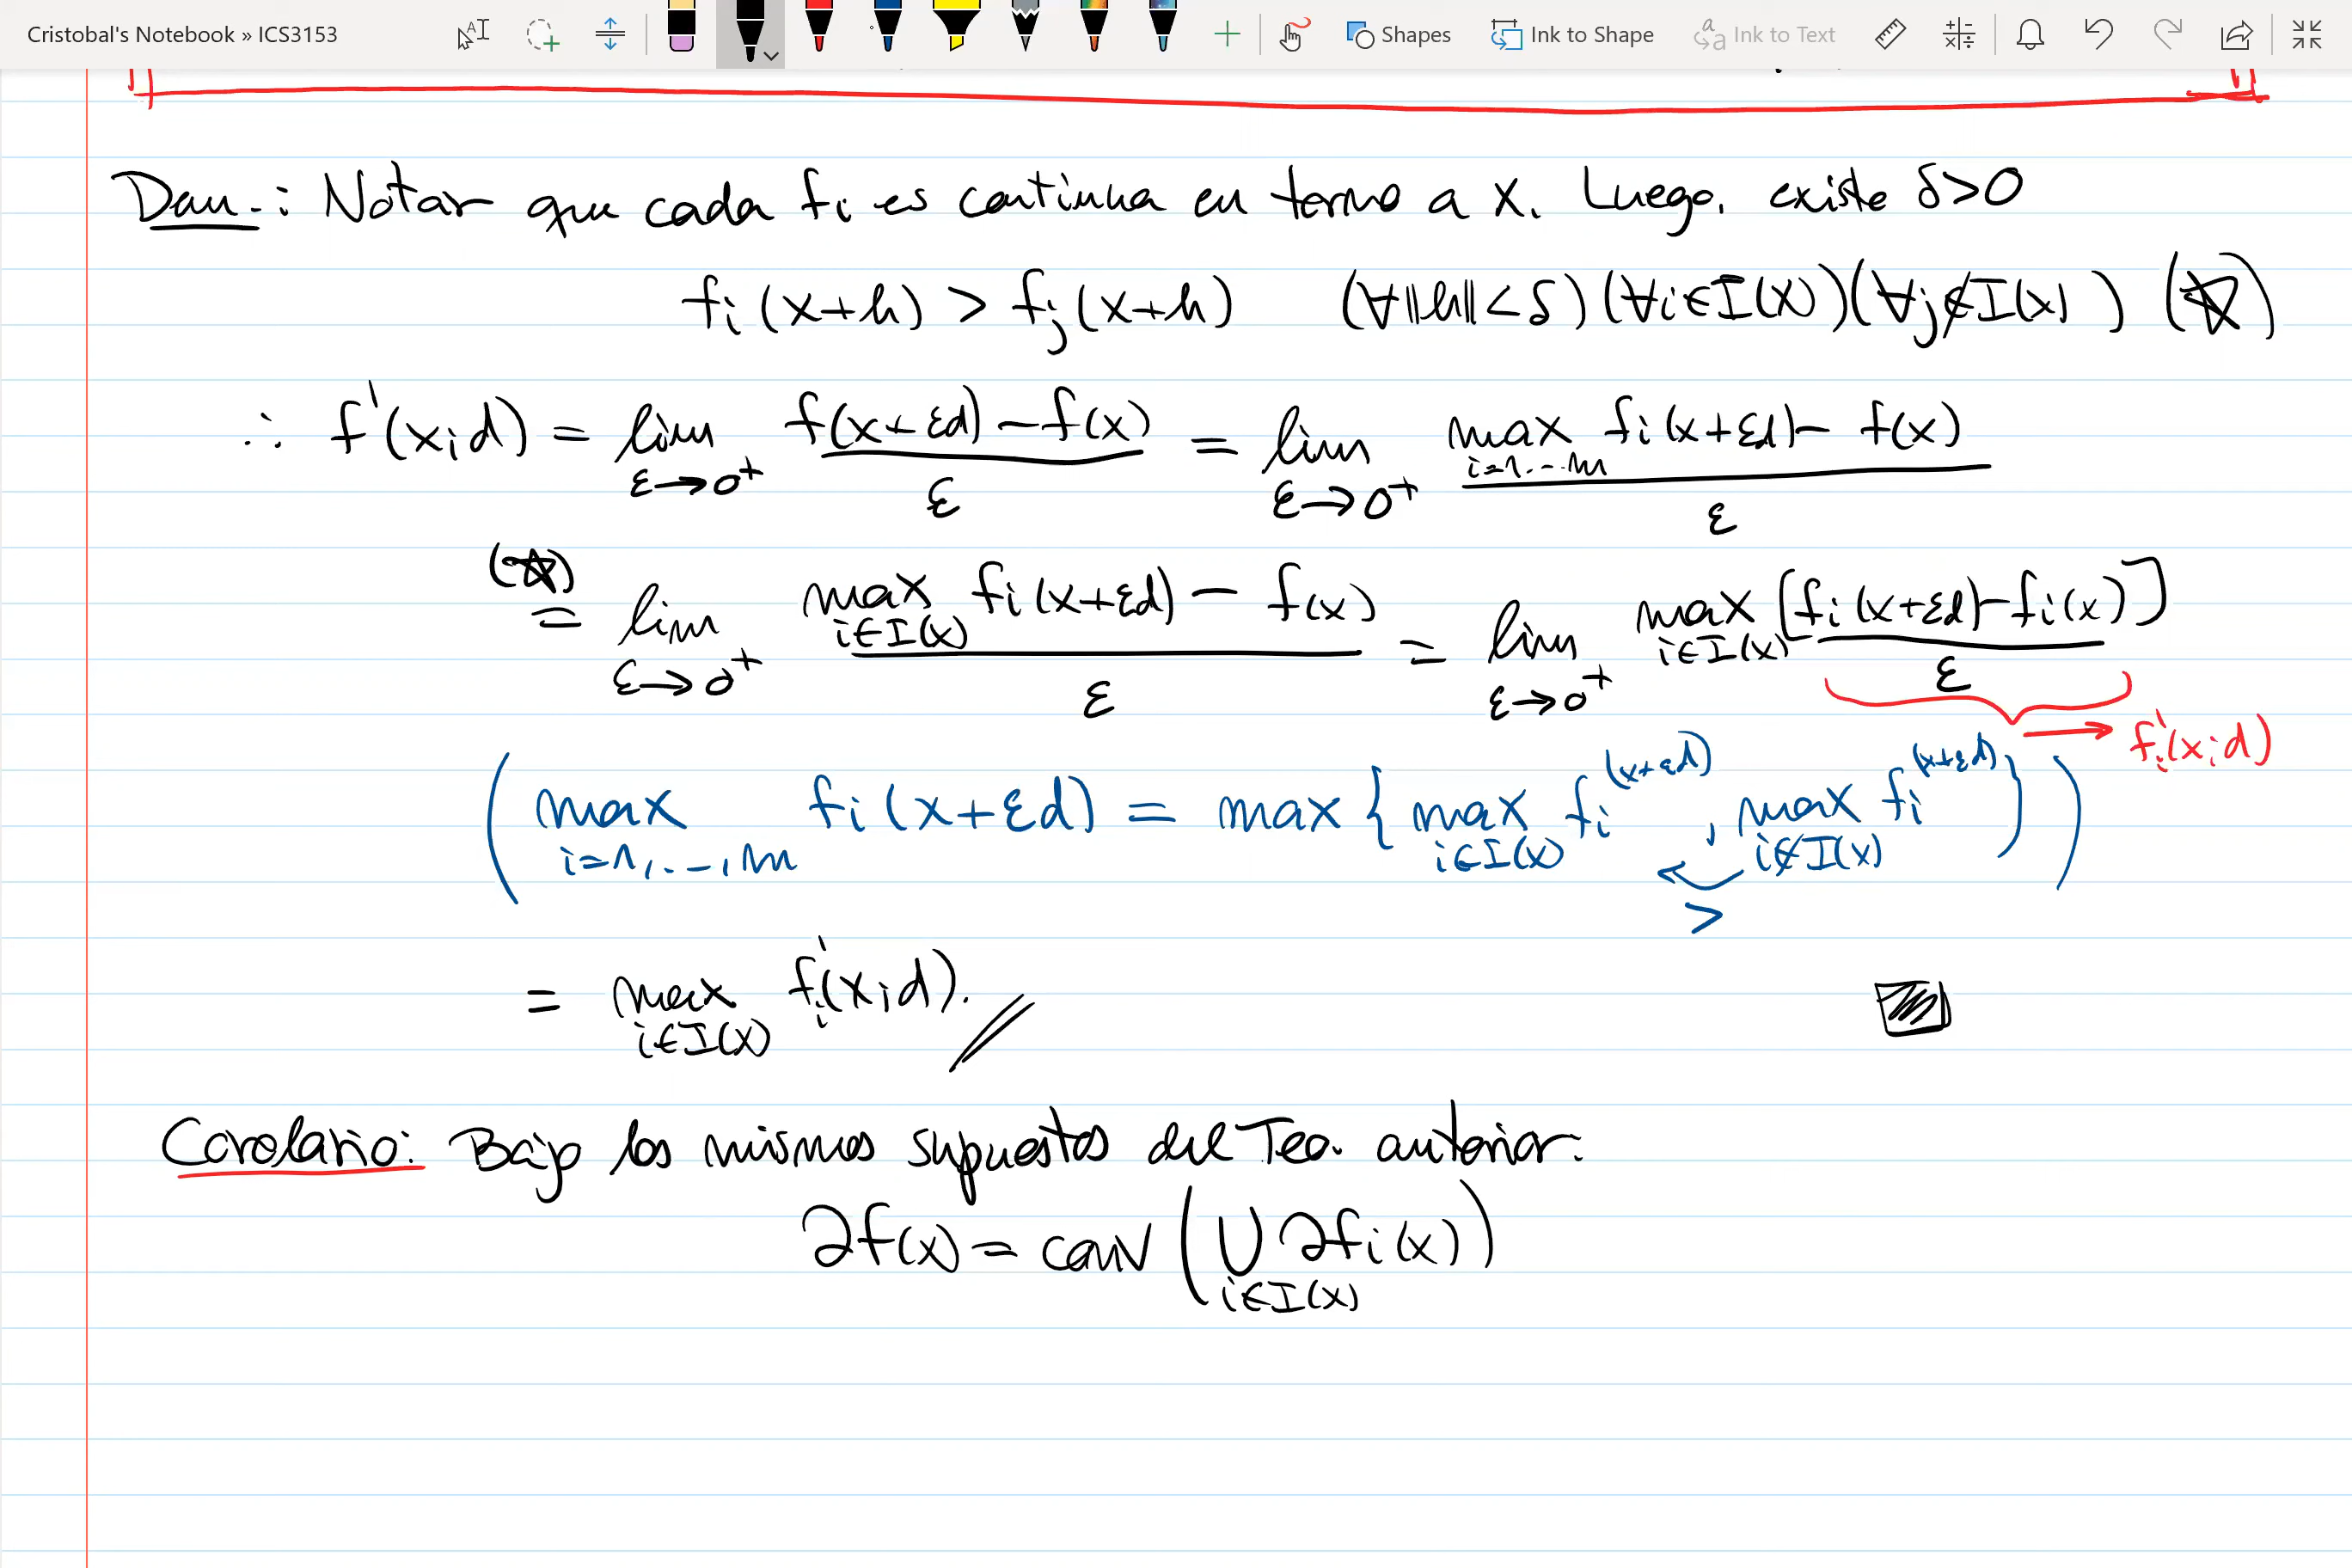 Cristobal's Notebook » ICS3153 Shapes Ink to Shape Ink to Text
Dem.: Notar que cada fi es continua en torno a x. Luego, existe δ>0
fi(x+h) > fj(x+h) (∀‖h‖<δ)(∀i∈I(x))(∀j∉I(x)) (☆)
∴ f'(x;d) = lim ε→0⁺ (f(x+εd)-f(x))/ε = lim ε→0⁺ (max i=1...m fi(x+εd)-f(x))/ε
(☆) = lim ε→0⁺ (max i∈I(x) fi(x+εd)-f(x))/ε = lim ε→0⁺ max i∈I(x) [fi(x+εd)-fi(x)]/ε
→ fi'(x;d)
(max i=1,...,m fi(x+εd) = max{max i∈I(x) fi(x+εd), max i∉I(x) fi(x+εd)})
>
= max i∈I(x) fi'(x;d).
Corolario: Bajo los mismos supuestos del Teo. anterior:
∂f(x) = conv(∪ i∈I(x) ∂fi(x))